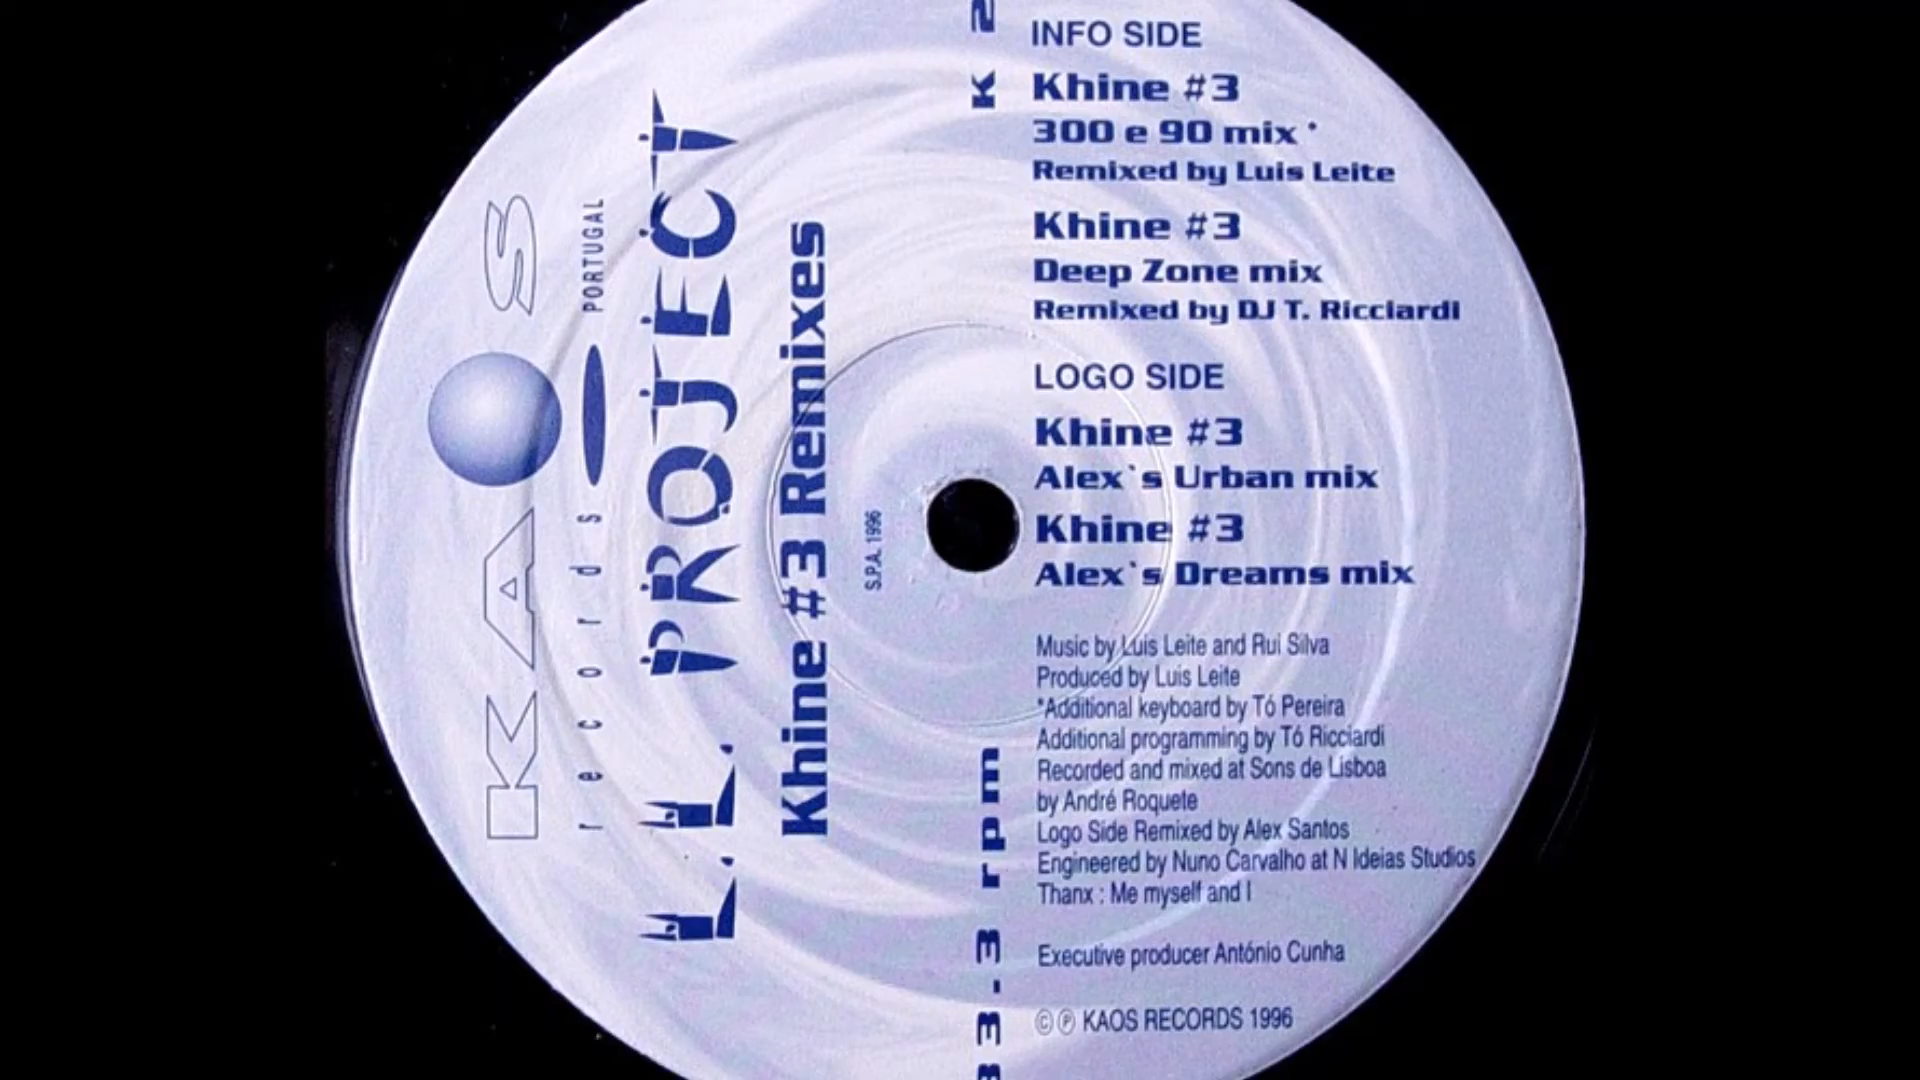 KAOS
records PORTUGAL
L.L. PROJECT
Khine #3 Remixes
S.P.A. 1996
K 2
33-3 rpm
INFO SIDE
Khine #3
300 e 90 mix *
Remixed by Luis Leite
Khine #3
Deep Zone mix
Remixed by DJ T. Ricciardi
LOGO SIDE
Khine #3
Alex`s Urban mix
Khine #3
Alex`s Dreams mix
Music by Luis Leite and Rui Silva
Produced by Luis Leite
*Additional keyboard by Tó Pereira
Additional programming by Tó Ricciardi
Recorded and mixed at Sons de Lisboa
by André Roquete
Logo Side Remixed by Alex Santos
Engineered by Nuno Carvalho at N Ideias Studios
Thanx : Me myself and I
Executive producer António Cunha
© ℗ KAOS RECORDS 1996